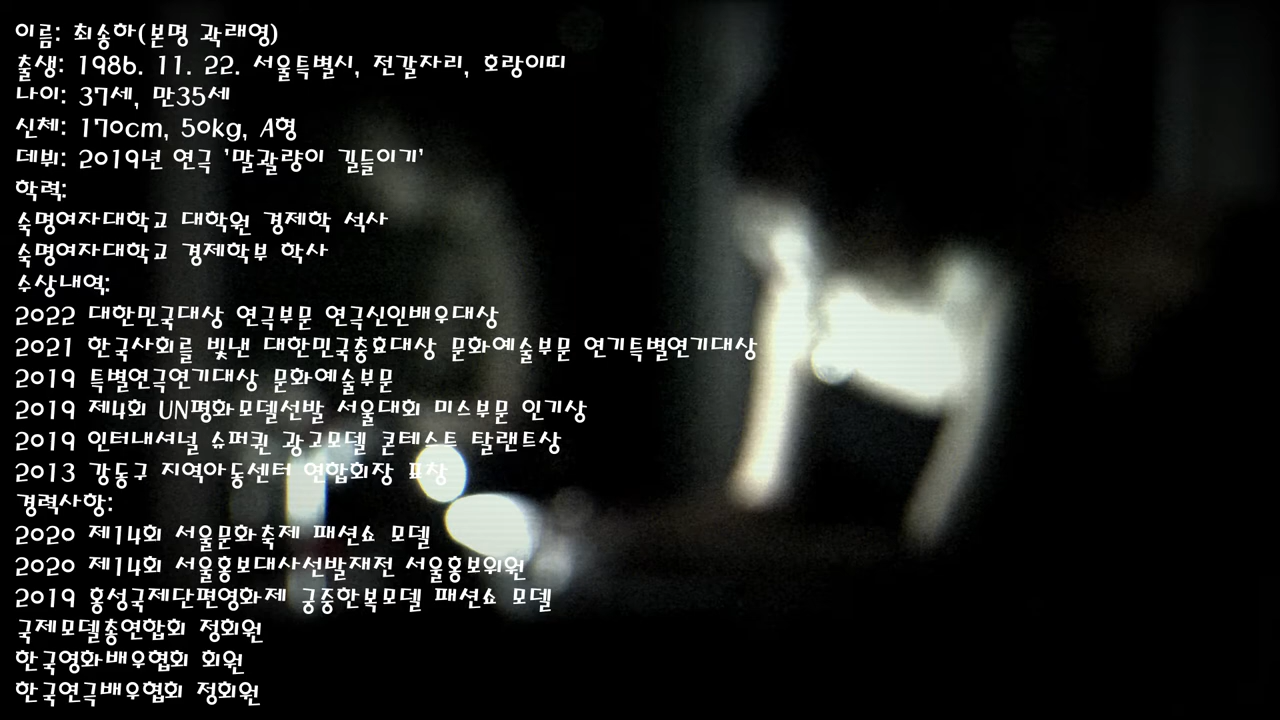 이름: 최송하(본명 곽래영)
출생: 1986. 11. 22. 서울특별시, 전갈자리, 호랑이띠
나이: 37세, 만35세
신체: 170cm, 50kg, A형
데뷔: 2019년 연극 '말괄량이 길들이기'
학력:
숙명여자대학교 대학원 경제학 석사
숙명여자대학교 경제학부 학사
수상내역:
2022 대한민국대상 연극부문 연극신인배우대상
2021 한국사회를 빛낸 대한민국충효대상 문화예술부문 연기특별연기대상
2019 특별연극연기대상 문화예술부문
2019 제4회 UN평화모델선발 서울대회 미스부문 인기상
2019 인터내셔널 슈퍼퀸 광고모델 콘테스트 탈랜트상
2013 강동구 지역아동센터 연합회장 표창
경력사항:
2020 제14회 서울문화축제 패션쇼 모델
2020 제14회 서울홍보대사선발재전 서울홍보위원
2019 홍성국제단편영화제 궁중한복모델 패션쇼 모델
국제모델총연합회 정회원
한국영화배우협회 회원
한국연극배우협회 정회원